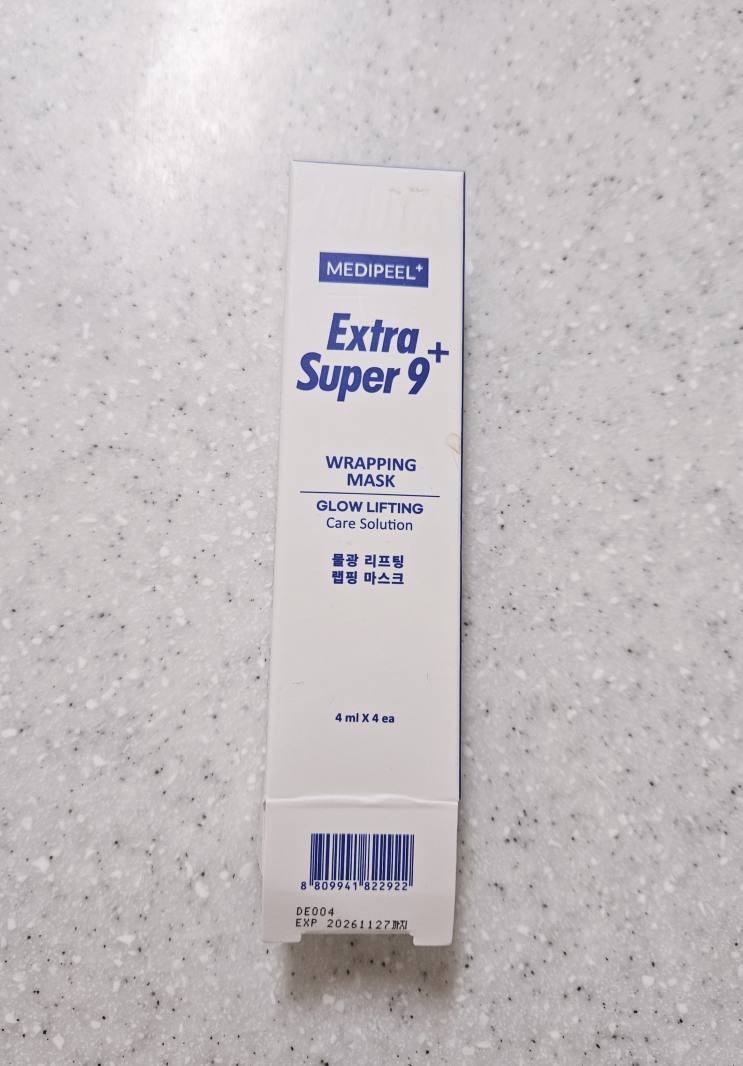 MEDIPEEL+
Extra
Super 9+
WRAPPING
MASK
GLOW LIFTING
Care Solution
물광 리프팅
랩핑 마스크
4 ml X 4 ea
8 809941 822922
DE004
EXP 20261127까지